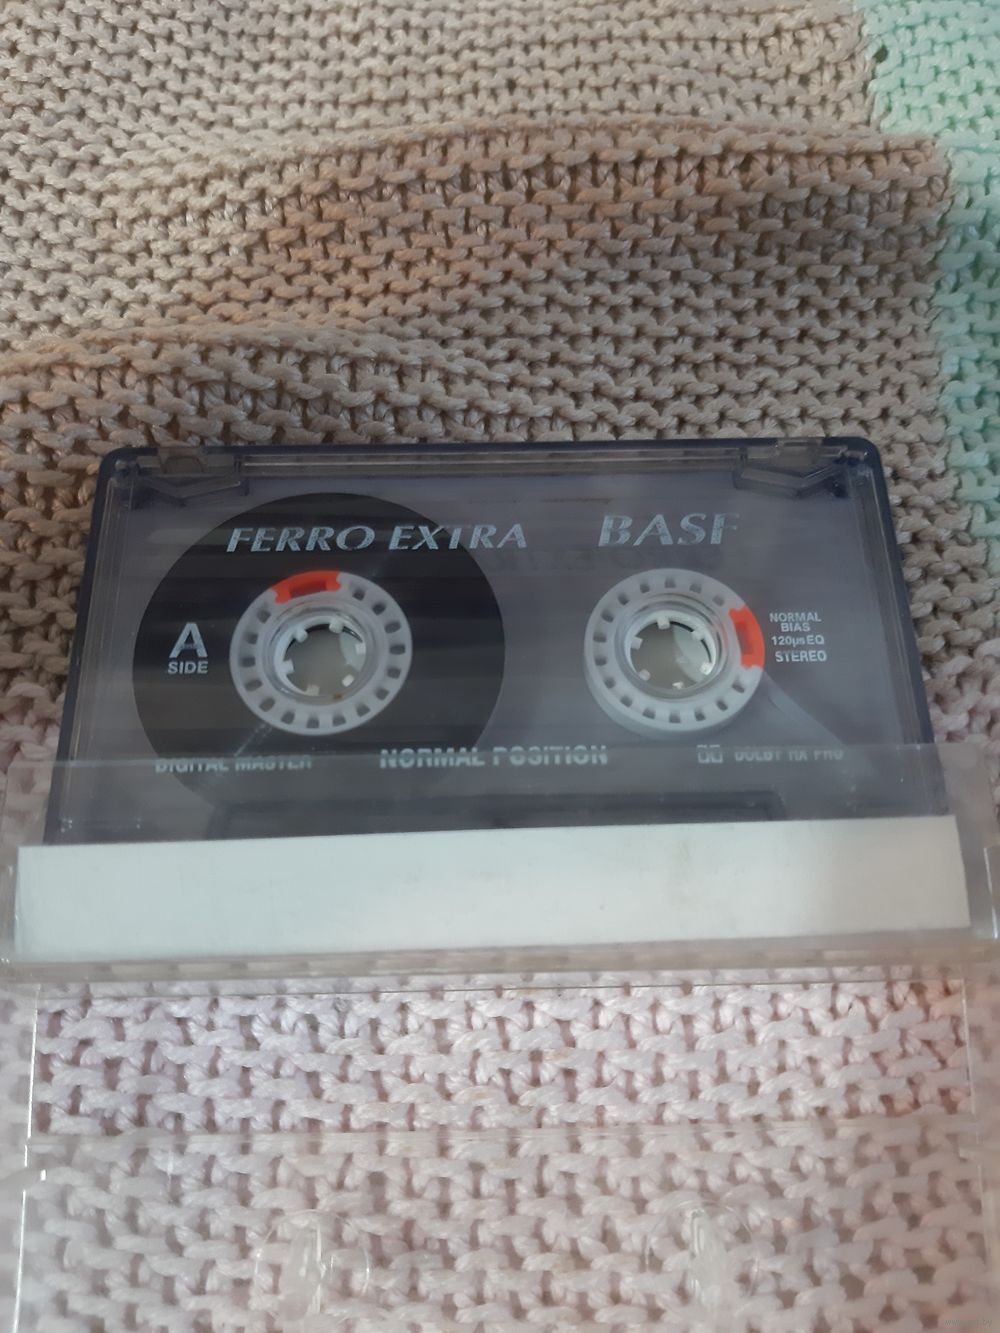 FERRO EXTRA BASF
A
SIDE
NORMAL
BIAS
120µs EQ
STEREO
DIGITAL MASTER NORMAL POSITION DOLBY HX PRO